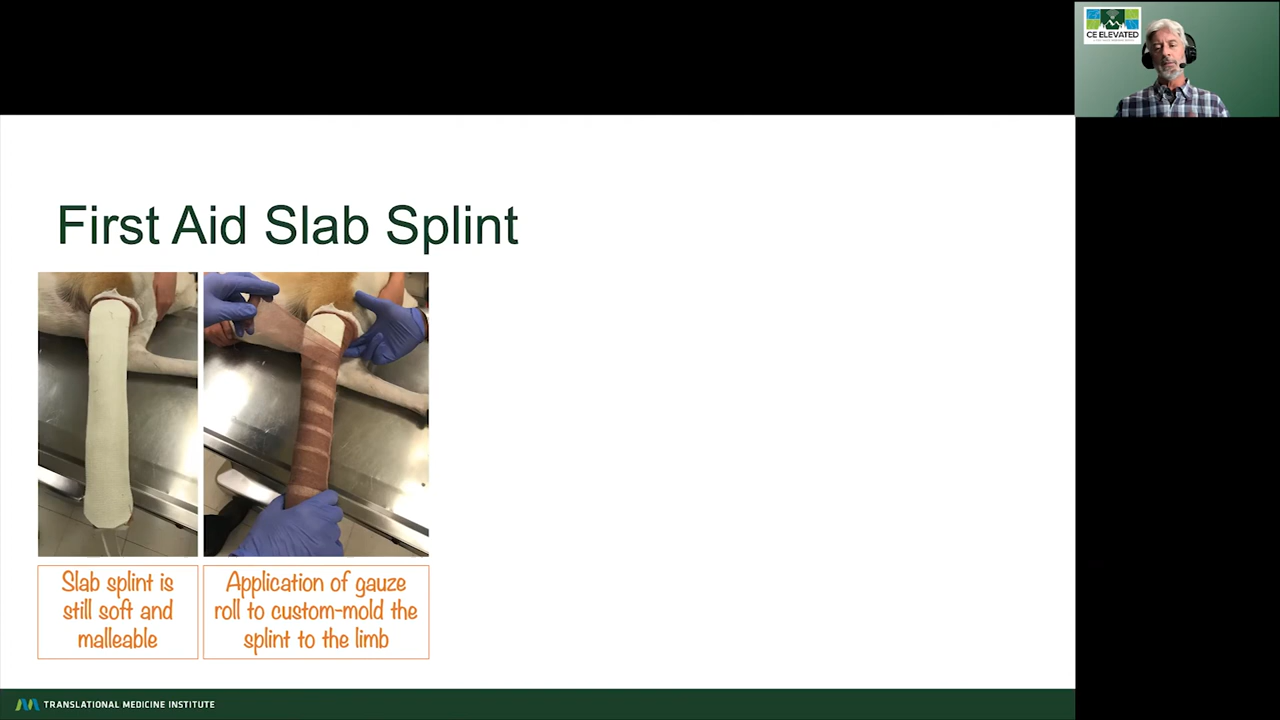 CE ELEVATED
First Aid Slab Splint
Slab splint is
still soft and
malleable
Application of gauze
roll to custom-mold the
splint to the limb
TRANSLATIONAL MEDICINE INSTITUTE